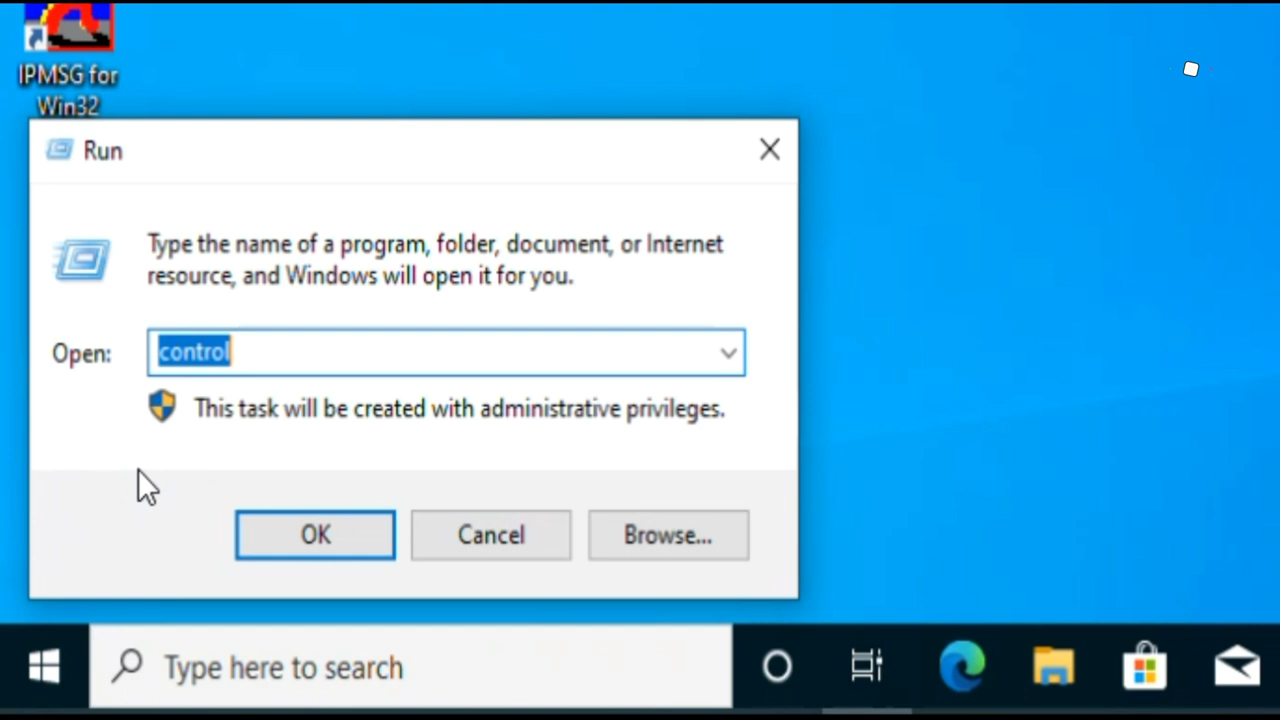 IPMSG for
Win32
Run
Type the name of a program, folder, document, or Internet
resource, and Windows will open it for you.
Open: control
This task will be created with administrative privileges.
OK Cancel Browse...
Type here to search